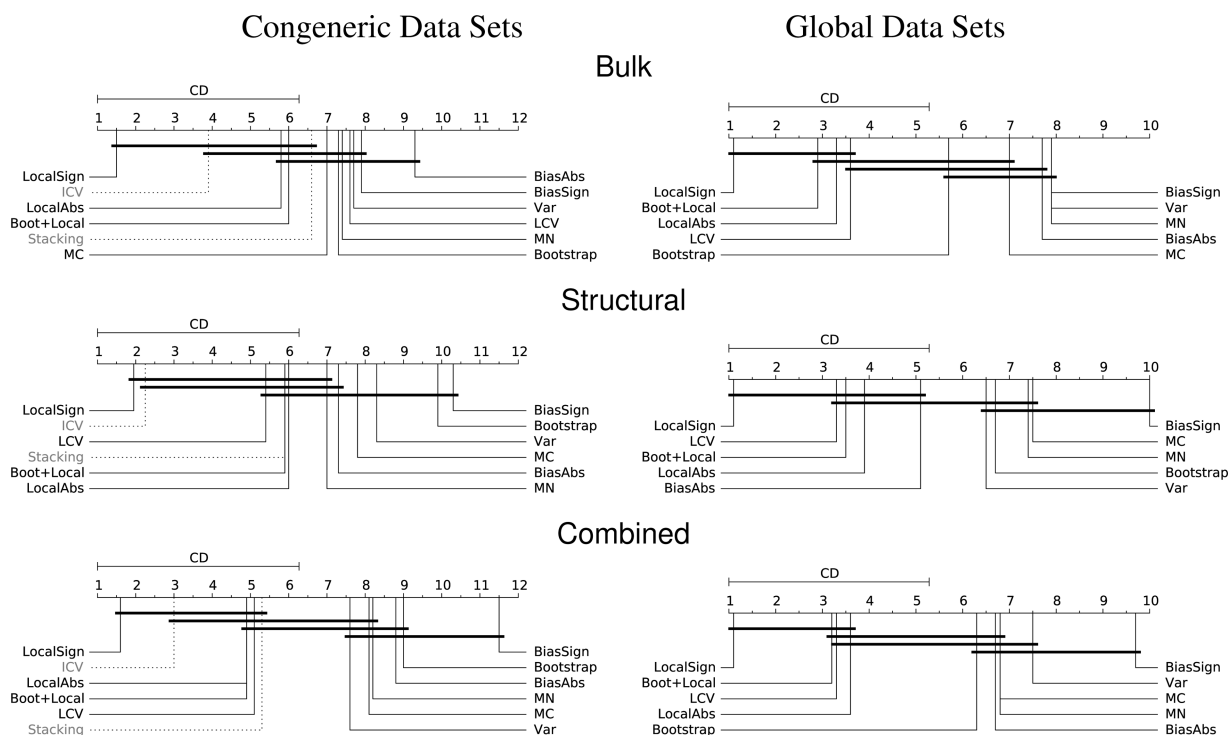 Congeneric Data Sets Global Data Sets
Bulk
CD
1 2 3 4 5 6 7 8 9 10 11 12
LocalSign BiasAbs
ICV BiasSign
LocalAbs Var
Boot+Local LCV
Stacking MN
MC Bootstrap
CD
1 2 3 4 5 6 7 8 9 10
LocalSign BiasSign
Boot+Local Var
LocalAbs MN
LCV BiasAbs
Bootstrap MC
Structural
CD
1 2 3 4 5 6 7 8 9 10 11 12
LocalSign BiasSign
ICV Bootstrap
LCV Var
Stacking MC
Boot+Local BiasAbs
LocalAbs MN
CD
1 2 3 4 5 6 7 8 9 10
LocalSign BiasSign
LCV MC
Boot+Local MN
LocalAbs Bootstrap
BiasAbs Var
Combined
CD
1 2 3 4 5 6 7 8 9 10 11 12
LocalSign BiasSign
ICV Bootstrap
LocalAbs BiasAbs
Boot+Local MN
LCV MC
Stacking Var
CD
1 2 3 4 5 6 7 8 9 10
LocalSign BiasSign
Boot+Local Var
LCV MC
LocalAbs MN
Bootstrap BiasAbs